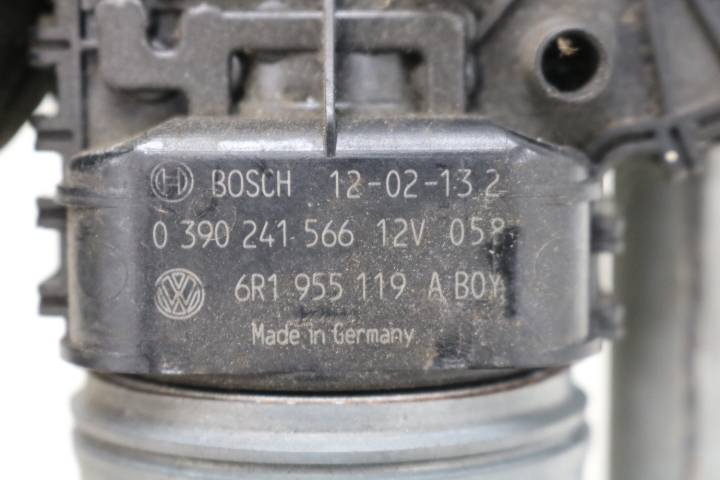 BOSCH 12-02-13 2
0 390 241 566 12V 058
6R1 955 119 A BOY
Made in Germany